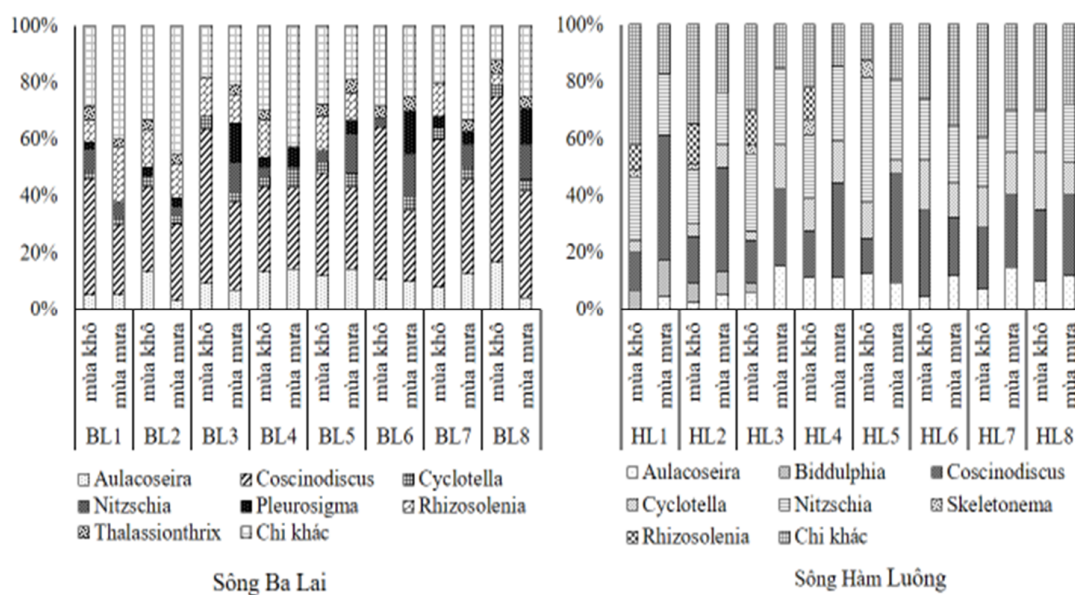 100%
80%
60%
40%
20%
0%
mùa khô
mùa mưa
mùa khô
mùa mưa
mùa khô
mùa mưa
mùa khô
mùa mưa
mùa khô
mùa mưa
mùa khô
mùa mưa
mùa khô
mùa mưa
mùa khô
mùa mưa
BL1 BL2 BL3 BL4 BL5 BL6 BL7 BL8
Aulacoseira Coscinodiscus Cyclotella
Nitzschia Pleurosigma Rhizosolenia
Thalassionthrix Chi khác
Sông Ba Lai
100%
80%
60%
40%
20%
0%
mùa khô
mùa mưa
mùa khô
mùa mưa
mùa khô
mùa mưa
mùa khô
mùa mưa
mùa khô
mùa mưa
mùa khô
mùa mưa
mùa khô
mùa mưa
mùa khô
mùa mưa
HL1 HL2 HL3 HL4 HL5 HL6 HL7 HL8
Aulacoseira Biddulphia Coscinodiscus
Cyclotella Nitzschia Skeletonema
Rhizosolenia Chi khác
Sông Hàm Luông